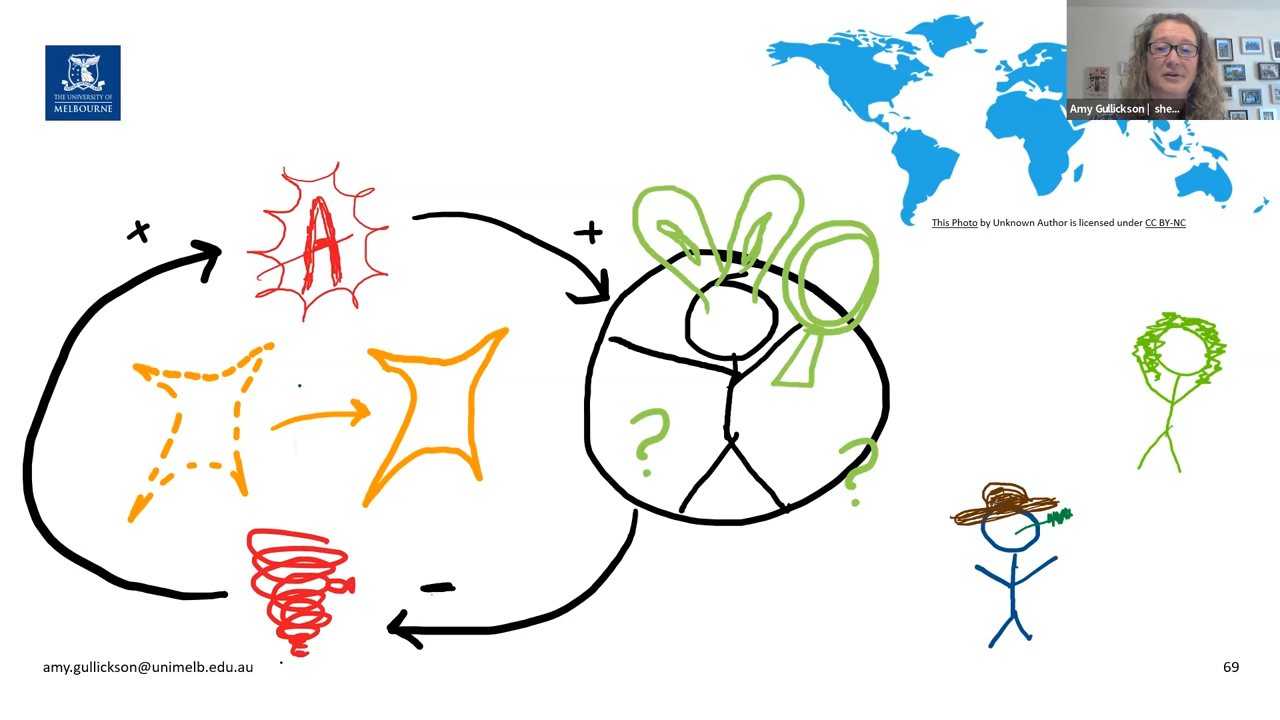 THE UNIVERSITY OF
MELBOURNE
Amy Gullickson | she...
This Photo by Unknown Author is licensed under CC BY-NC
+
A
+
?
?
-
amy.gullickson@unimelb.edu.au
69